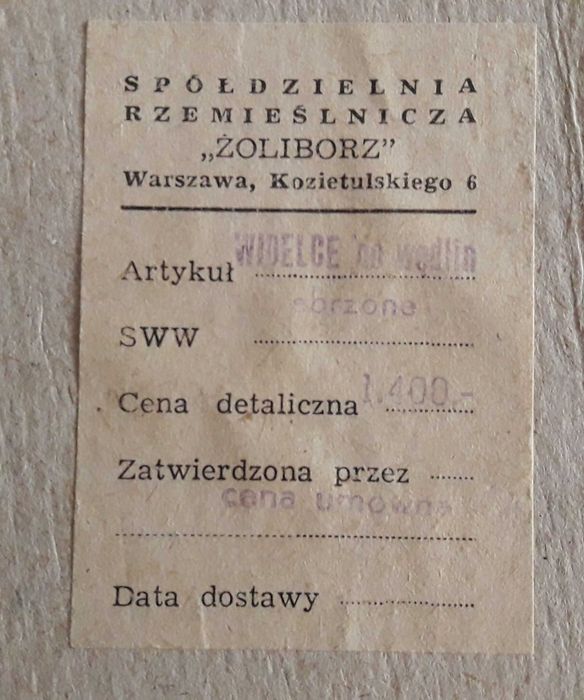 SPÓŁDZIELNIA
RZEMIEŚLNICZA
„ŻOLIBORZ”
Warszawa, Kozietulskiego 6
Artykuł WIDELCE do wędlin
SWW
Cena detaliczna 1.400.-
Zatwierdzona przez
cena umowna
Data dostawy